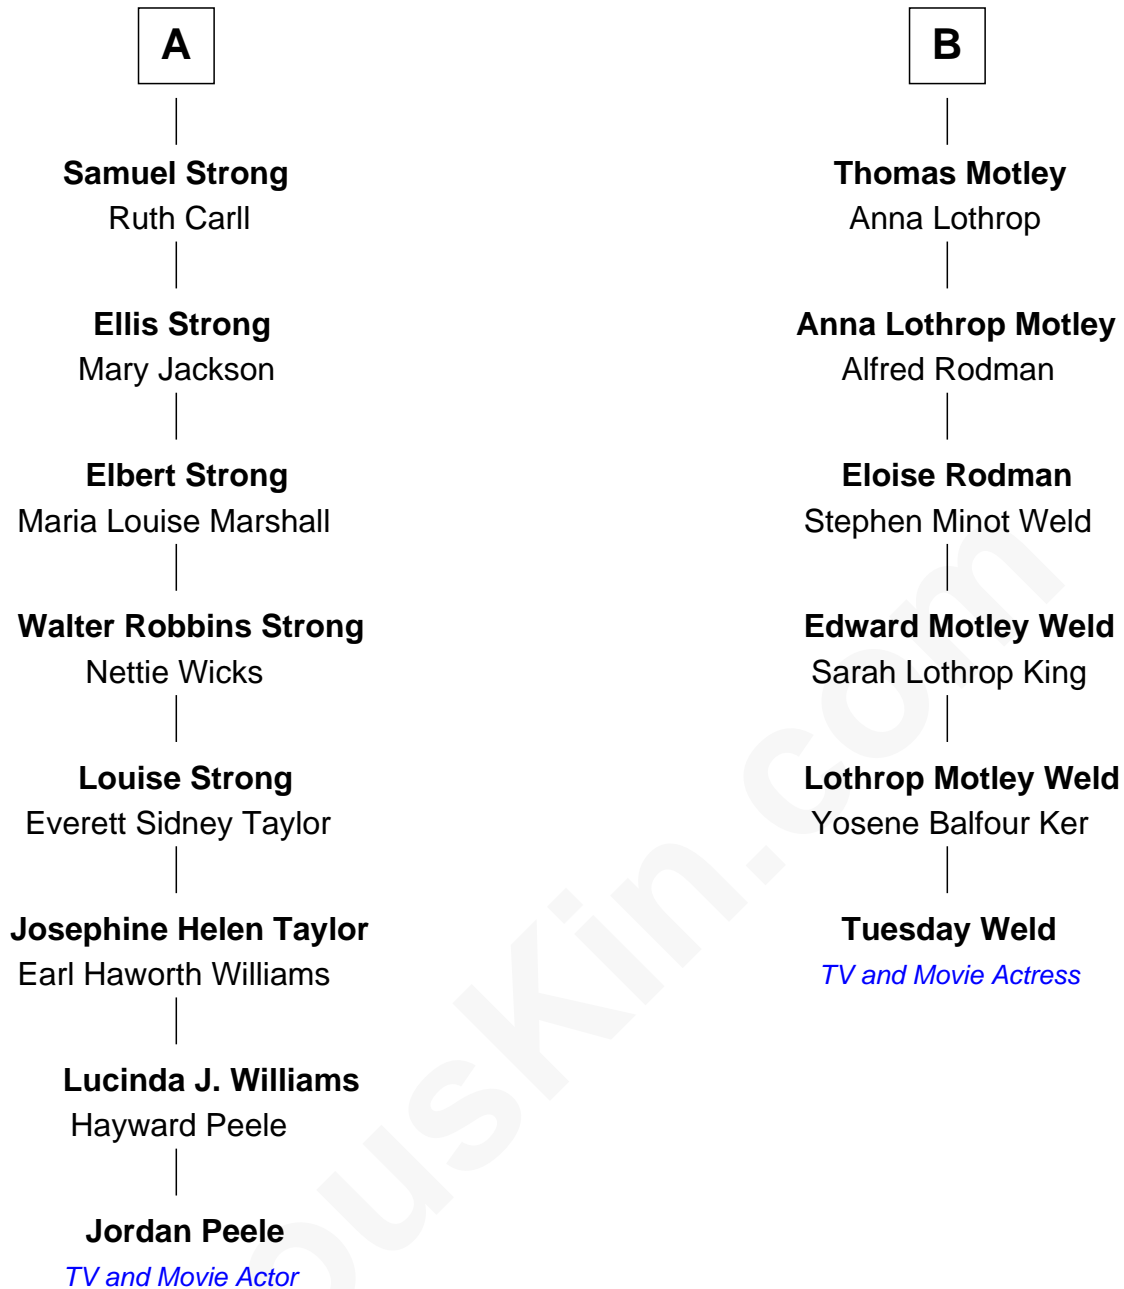 A
Samuel Strong
Ruth Carll
Ellis Strong
Mary Jackson
Elbert Strong
Maria Louise Marshall
Walter Robbins Strong
Nettie Wicks
Louise Strong
Everett Sidney Taylor
Josephine Helen Taylor
Earl Haworth Williams
Lucinda J. Williams
Hayward Peele
Jordan Peele
TV and Movie Actor
B
Thomas Motley
Anna Lothrop
Anna Lothrop Motley
Alfred Rodman
Eloise Rodman
Stephen Minot Weld
Edward Motley Weld
Sarah Lothrop King
Lothrop Motley Weld
Yosene Balfour Ker
Tuesday Weld
TV and Movie Actress
ousKin.com